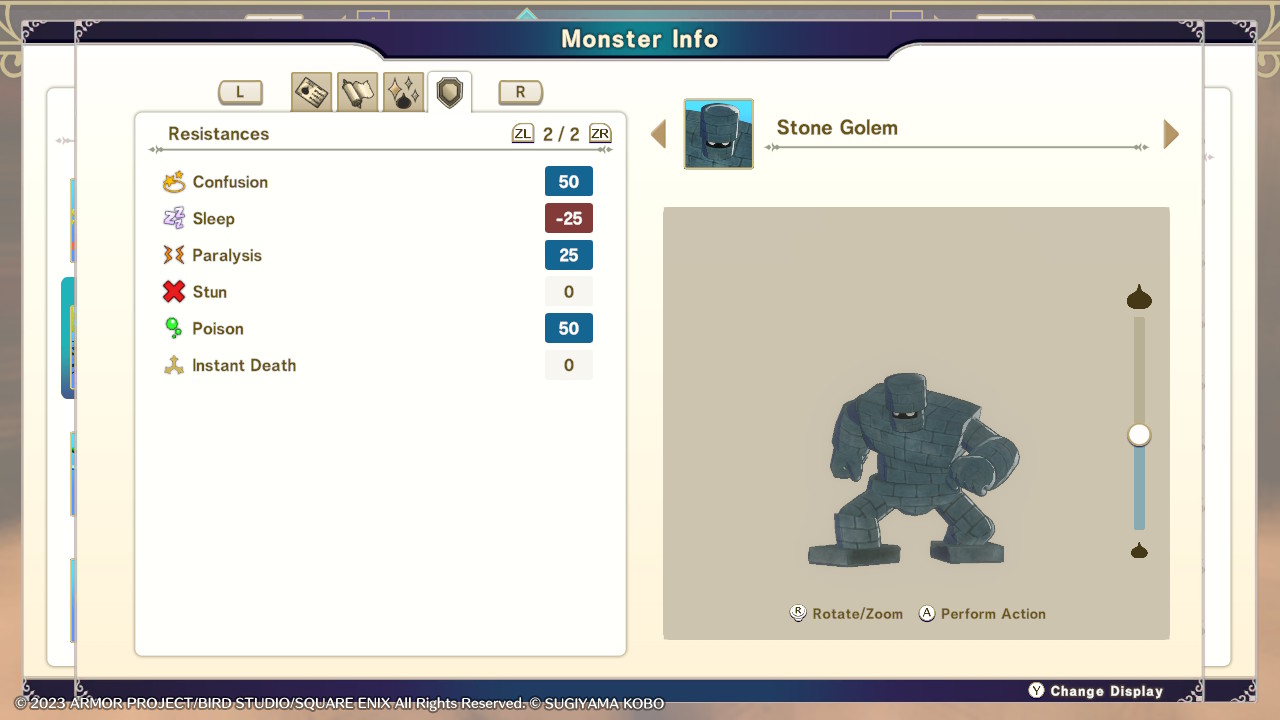 Monster Info
L
R
Resistances
ZL 2 / 2 ZR
Stone Golem
Confusion 50
Sleep -25
Paralysis 25
Stun 0
Poison 50
Instant Death 0
R Rotate/Zoom A Perform Action
Y Change Display
© 2023 ARMOR PROJECT/BIRD STUDIO/SQUARE ENIX All Rights Reserved. © SUGIYAMA KOBO